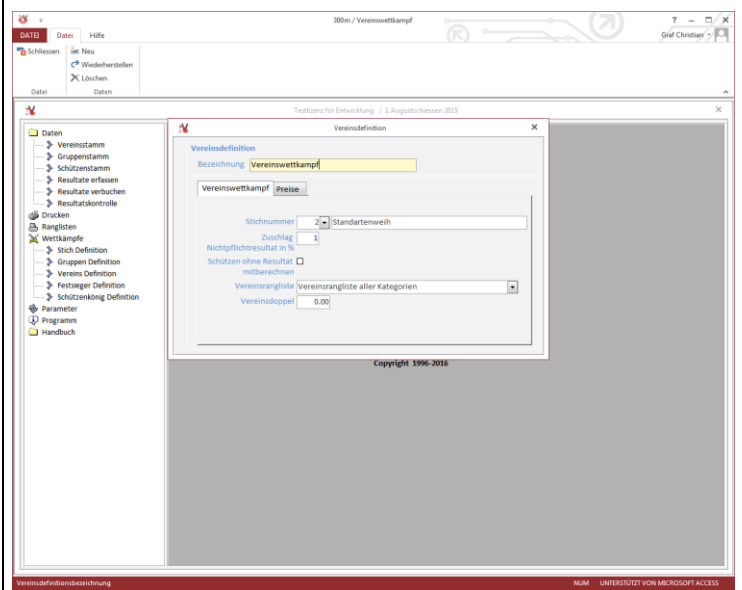 300m / Vereinswettkampf
? – □ X
DATEI Datei Hilfe
Graf Christian
Schliessen
Neu
Wiederherstellen
Löschen
Datei Daten
Testlizenz für Entwicklung / 1.Augustschiessen 2015
Daten
Vereinsstamm
Gruppenstamm
Schützenstamm
Resultate erfassen
Resultate verbuchen
Resultatskontrolle
Drucken
Ranglisten
Wettkämpfe
Stich Definition
Gruppen Definition
Vereins Definition
Festsieger Definition
Schützenkönig Definition
Parameter
Programm
Handbuch
Vereinsdefinition
Vereinsdefinition
Bezeichnung Vereinswettkampf
Vereinswettkampf Preise
Stichnummer 2 Standartenweih
Zuschlag 1
Nichtpflichtresultat in %
Schützen ohne Resultat
mitberechnen
Vereinsrangliste Vereinsrangliste aller Kategorien
Vereinsdoppel 0.00
Copyright 1996-2016
Vereinsdefinitionsbezeichnung
NUM UNTERSTÜTZT VON MICROSOFT ACCESS